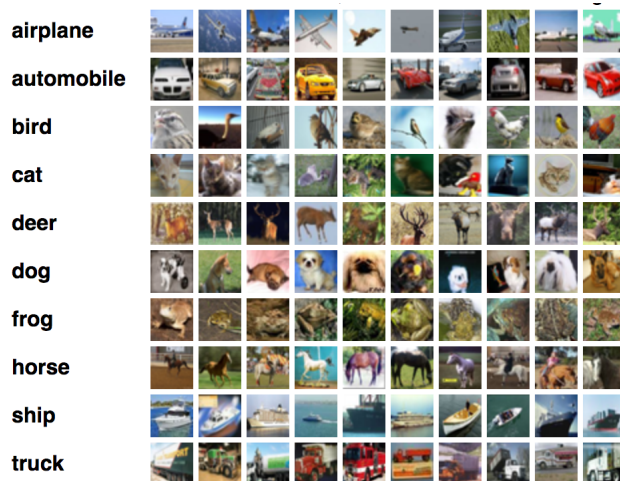 airplane
automobile
bird
cat
deer
dog
frog
horse
ship
truck